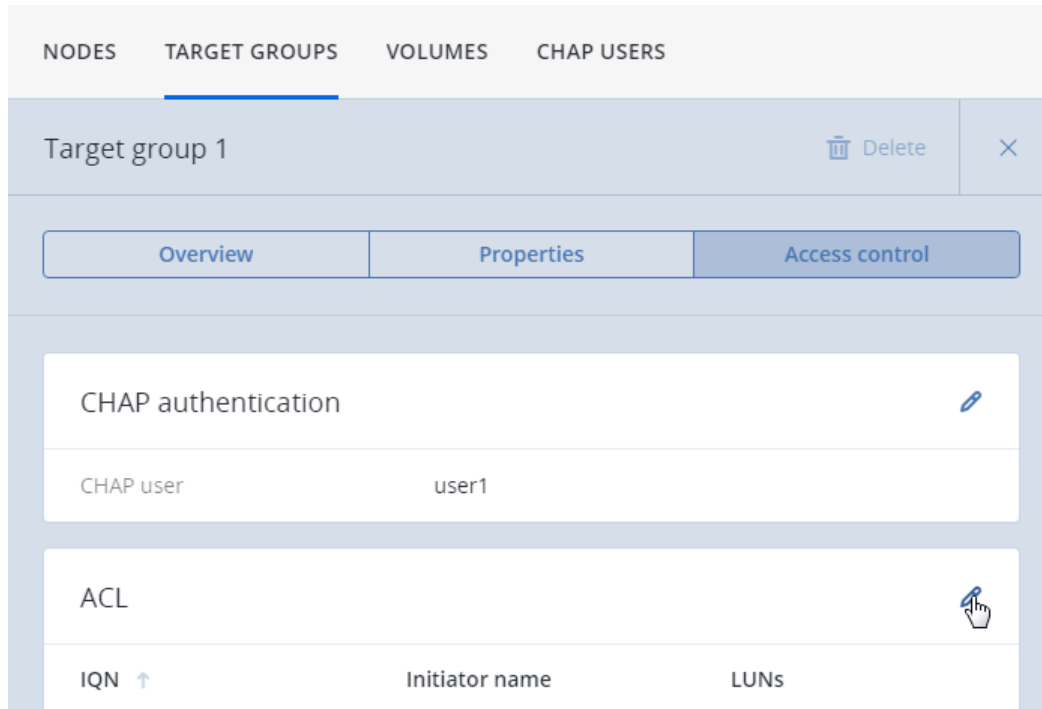 NODES TARGET GROUPS VOLUMES CHAP USERS
Target group 1 Delete
Overview Properties Access control
CHAP authentication
CHAP user user1
ACL
IQN Initiator name LUNs